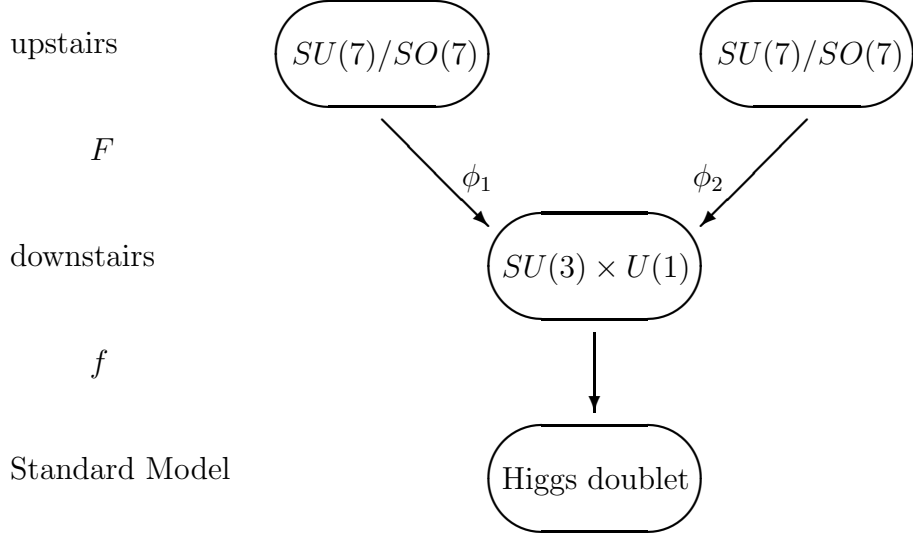 upstairs
SU(7)/SO(7)
SU(7)/SO(7)
F
ϕ₁
ϕ₂
downstairs
SU(3) × U(1)
f
Standard Model
Higgs doublet